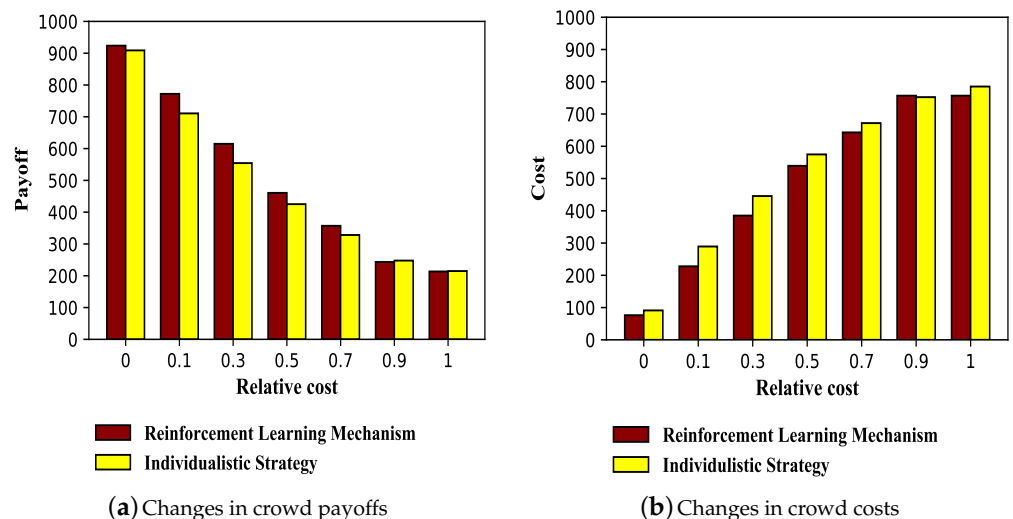 1000
900
800
700
600
500
400
300
200
100
0
Payoff
0 0.1 0.3 0.5 0.7 0.9 1
Relative cost
Reinforcement Learning Mechanism
Individualistic Strategy
(a) Changes in crowd payoffs
1000
900
800
700
600
500
400
300
200
100
0
Cost
0 0.1 0.3 0.5 0.7 0.9 1
Relative cost
Reinforcement Learning Mechanism
Individulistic Strategy
(b) Changes in crowd costs